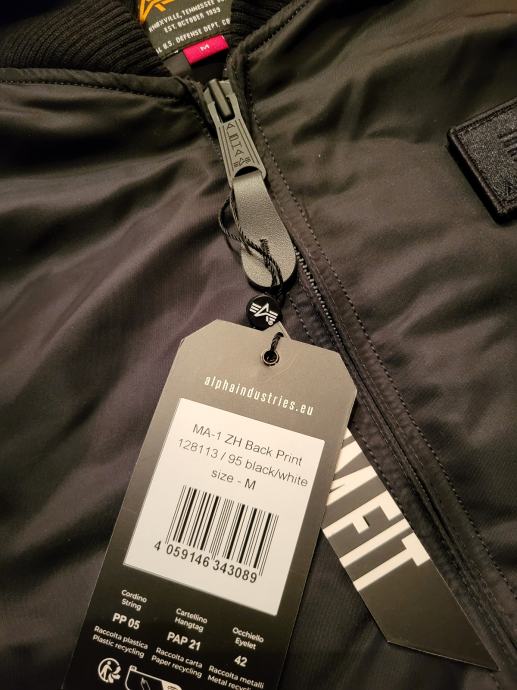 KNOXVILLE, TENNESSEE
EST. OCTOBER 1959
U.S. DEFENSE DEPT. CO
M
ALPHA
alphaindustries.eu
MA-1 ZH Back Print
128113 / 95 black/white
size - M
4 059146 343089
Cordino
String
PP 05
Raccolta plastica
Plastic recycling
Cartellino
Hangtag
PAP 21
Raccolta carta
Paper recycling
Occhiello
Eyelet
42
Raccolta metalli
Metal recycling
MFIT